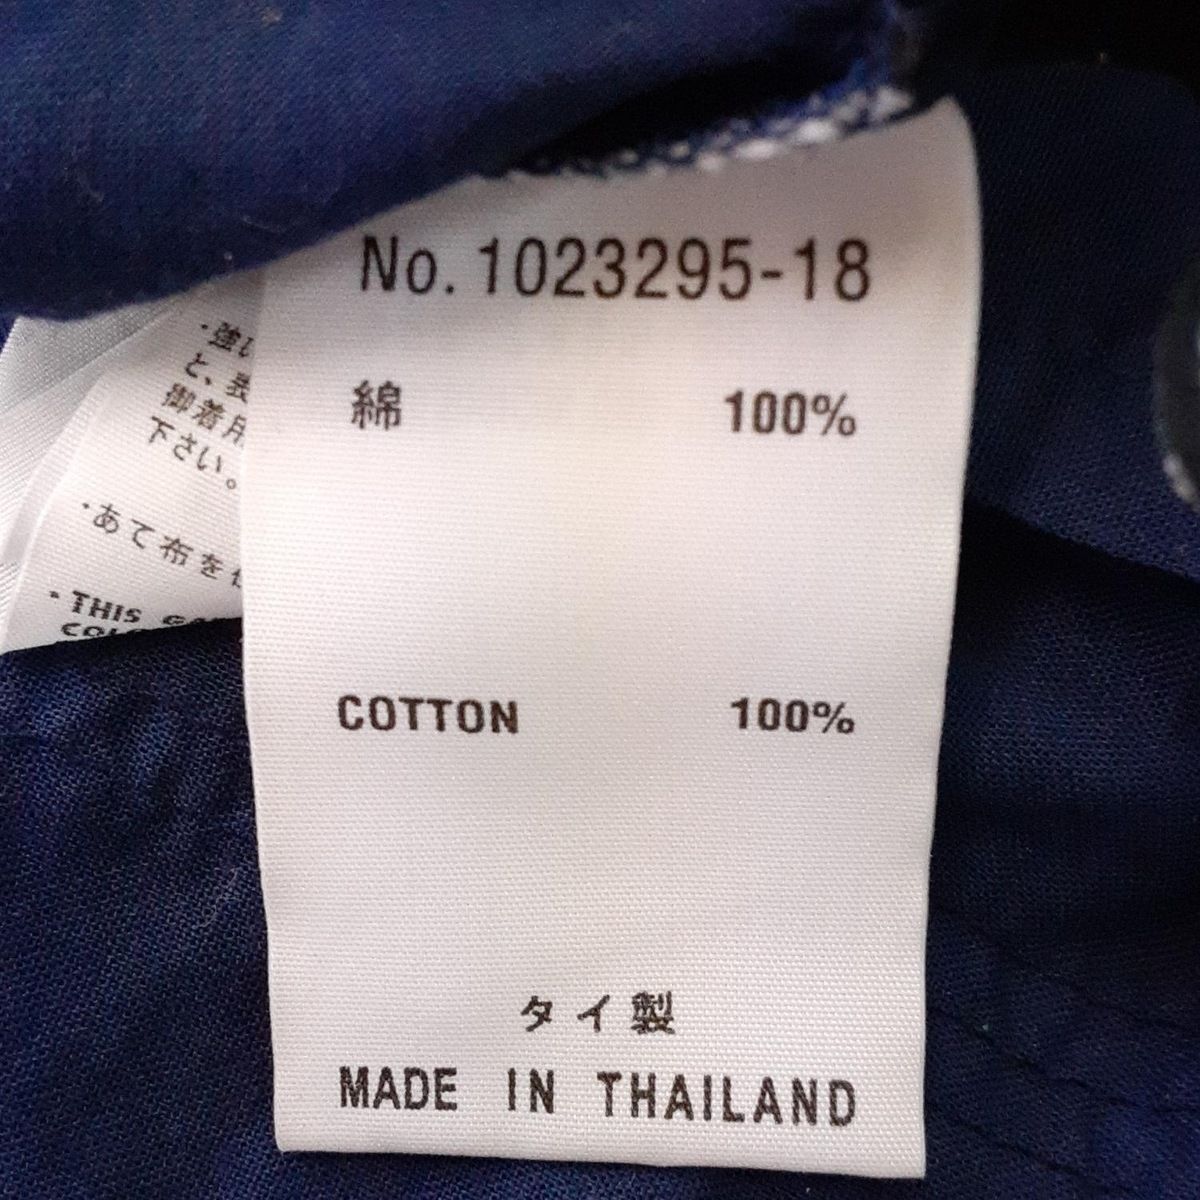 No.1023295-18
綿 100%
COTTON 100%
タイ製
MADE IN THAILAND
・強い
と、表
御着用
下さい。
・あて布を
・THIS